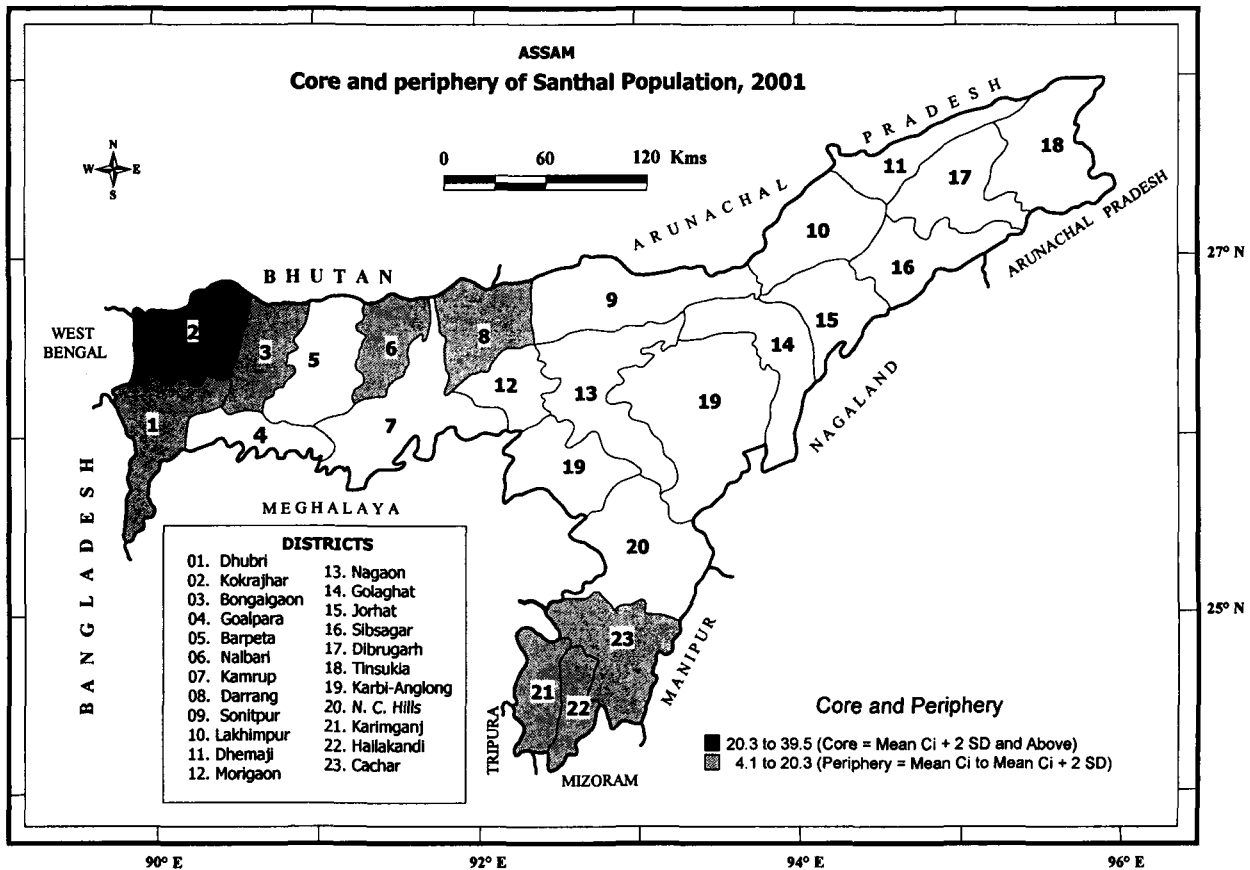 ASSAM
Core and periphery of Santhal Population, 2001
N
W E
S
0 60 120 Kms
ARUNACHAL PRADESH
ARUNACHAL PRADESH
BHUTAN
WEST
BENGAL
BANGLADESH
MEGHALAYA
NAGALAND
MANIPUR
MIZORAM
TRIPURA
1
2
3
4
5
6
7
8
9
10
11
12
13
14
15
16
17
18
19
19
20
21
22
23
DISTRICTS
01. Dhubri
02. Kokrajhar
03. Bongaigaon
04. Goalpara
05. Barpeta
06. Nalbari
07. Kamrup
08. Darrang
09. Sonitpur
10. Lakhimpur
11. Dhemaji
12. Morigaon
13. Nagaon
14. Golaghat
15. Jorhat
16. Sibsagar
17. Dibrugarh
18. Tinsukia
19. Karbi-Anglong
20. N. C. Hills
21. Karimganj
22. Hailakandi
23. Cachar
Core and Periphery
20.3 to 39.5 (Core = Mean Ci + 2 SD and Above)
4.1 to 20.3 (Periphery = Mean Ci to Mean Ci + 2 SD)
27° N
25° N
90° E
92° E
94° E
96° E